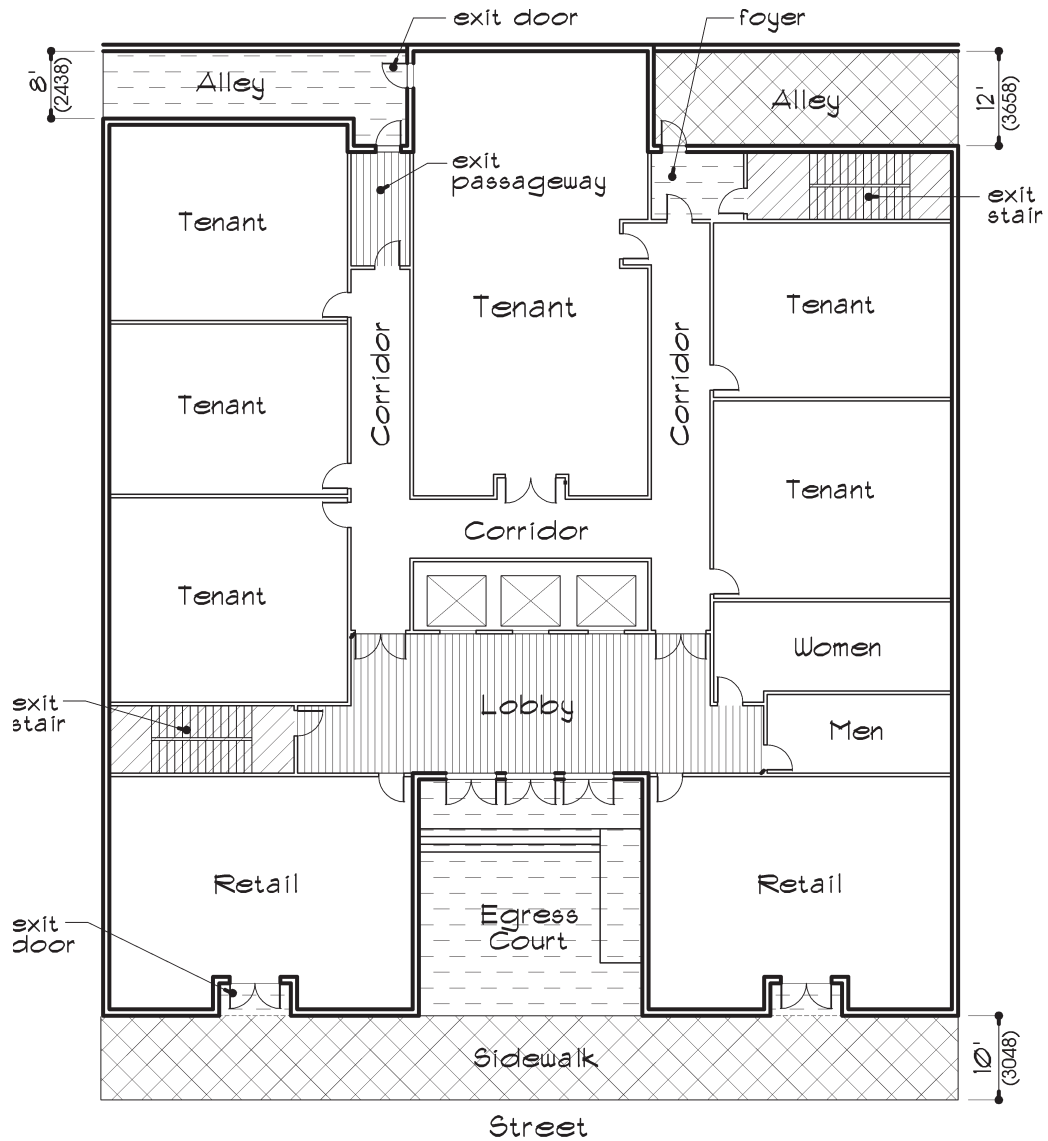 exit door
foyer
8'
(2438)
Alley
Alley
12'
(3658)
exit
passageway
exit
stair
Tenant
Tenant
Tenant
Corridor
Corridor
Tenant
Tenant
Corridor
Tenant
Women
Lobby
exit
stair
Men
Retail
Retail
Egress
Court
exit
door
Sidewalk
10'
(3048)
Street